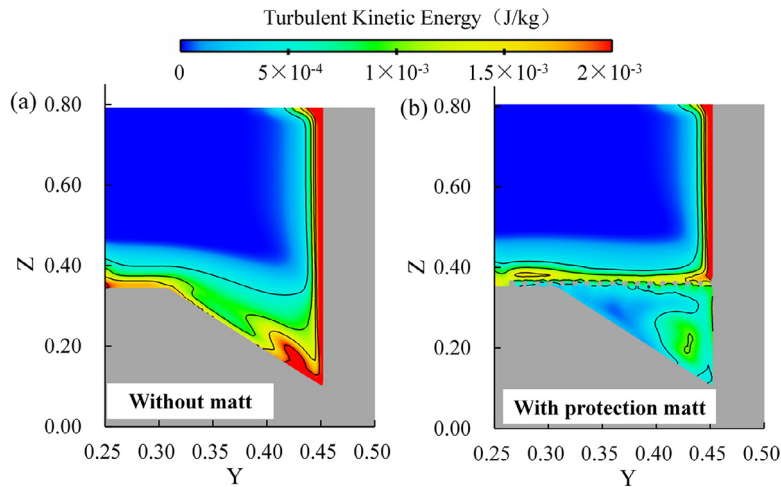 Turbulent Kinetic Energy（J/kg）
0 5×10⁻⁴ 1×10⁻³ 1.5×10⁻³ 2×10⁻³
(a)
0.80
0.60
Z
0.40
0.20
0.00
Without matt
0.25 0.30 0.35 0.40 0.45 0.50
Y
(b)
0.80
0.60
Z
0.40
0.20
0.00
With protection matt
0.25 0.30 0.35 0.40 0.45 0.50
Y